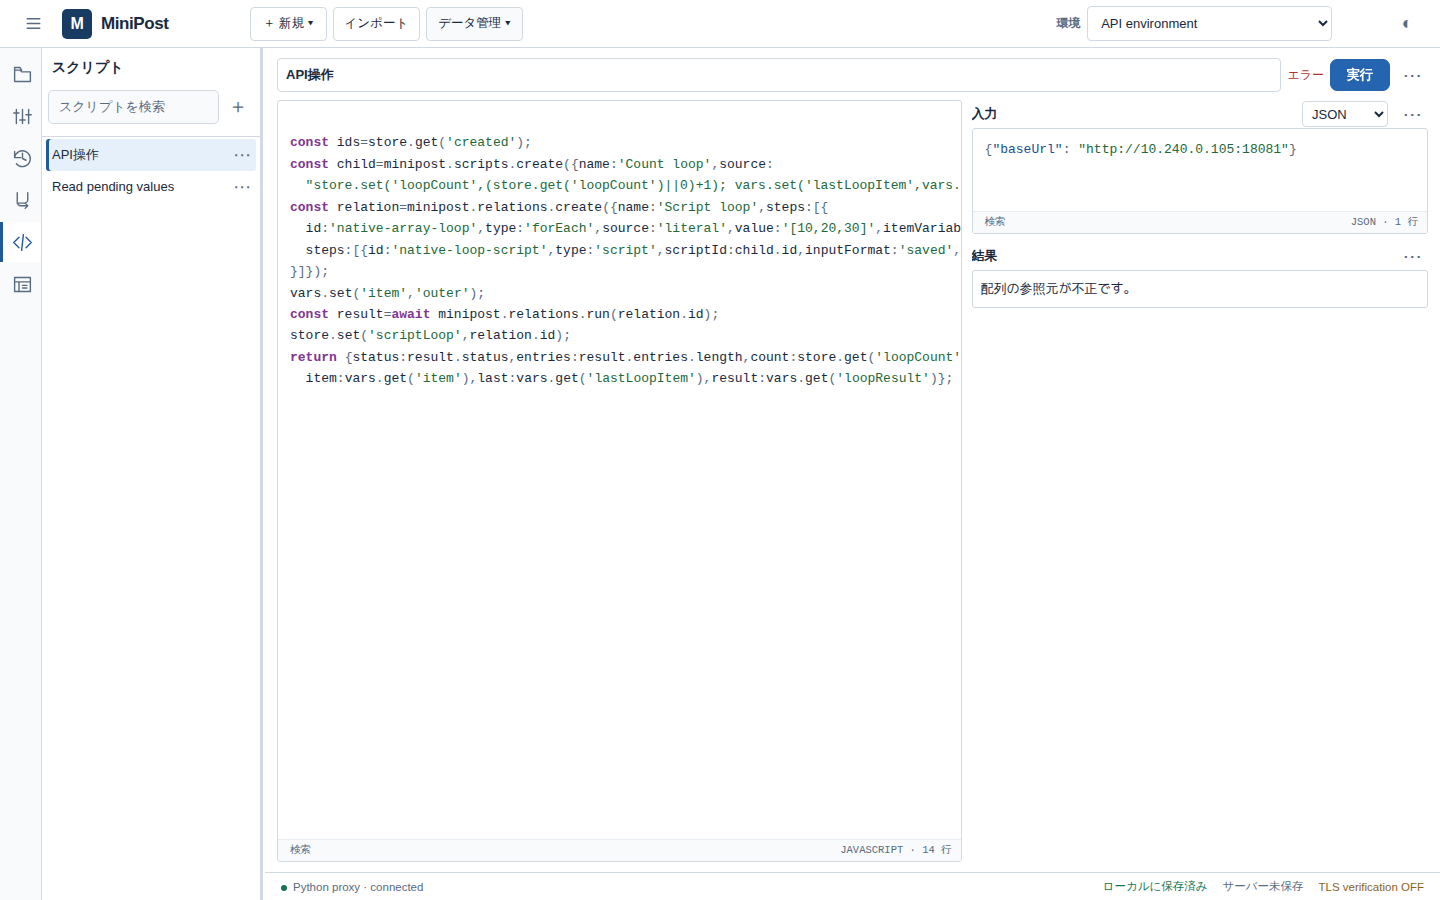 M MiniPost
+ 新規 ▾ インポート データ管理 ▾
環境 API environment
スクリプト
スクリプトを検索 +
API操作 ···
Read pending values ···
API操作
エラー 実行 ···
const ids=store.get('created');
const child=minipost.scripts.create({name:'Count loop',source:
"store.set('loopCount',(store.get('loopCount')||0)+1); vars.set('lastLoopItem',vars.
const relation=minipost.relations.create({name:'Script loop',steps:[{
id:'native-array-loop',type:'forEach',source:'literal',value:'[10,20,30]',itemVariab
steps:[{id:'native-loop-script',type:'script',scriptId:child.id,inputFormat:'saved',
}]});
vars.set('item','outer');
const result=await minipost.relations.run(relation.id);
store.set('scriptLoop',relation.id);
return {status:result.status,entries:result.entries.length,count:store.get('loopCount'
item:vars.get('item'),last:vars.get('lastLoopItem'),result:vars.get('loopResult')};
検索 JAVASCRIPT · 14 行
入力 JSON ···
{"baseUrl": "http://10.240.0.105:18081"}
検索 JSON · 1 行
結果 ···
配列の参照元が不正です。
Python proxy · connected
ローカルに保存済み サーバー未保存 TLS verification OFF